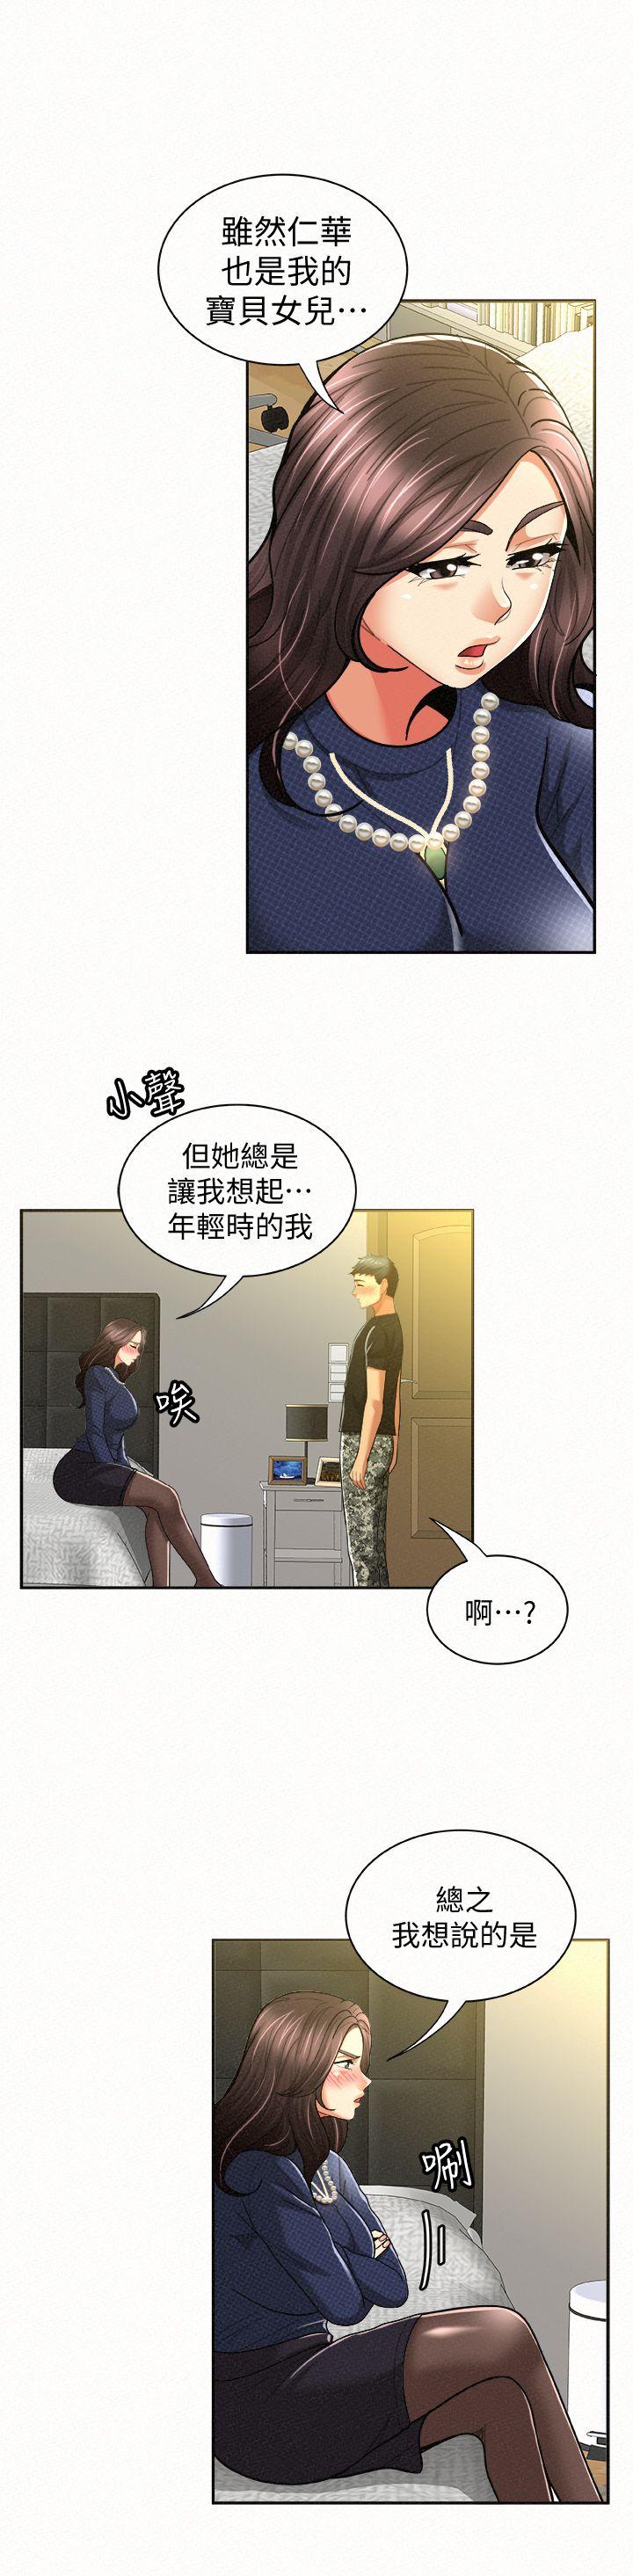 雖然仁華
也是我的
寶貝女兒⋯
小聲
但她總是
讓我想起⋯
年輕時的我
唉
啊⋯?
總之
我想說的是
唰